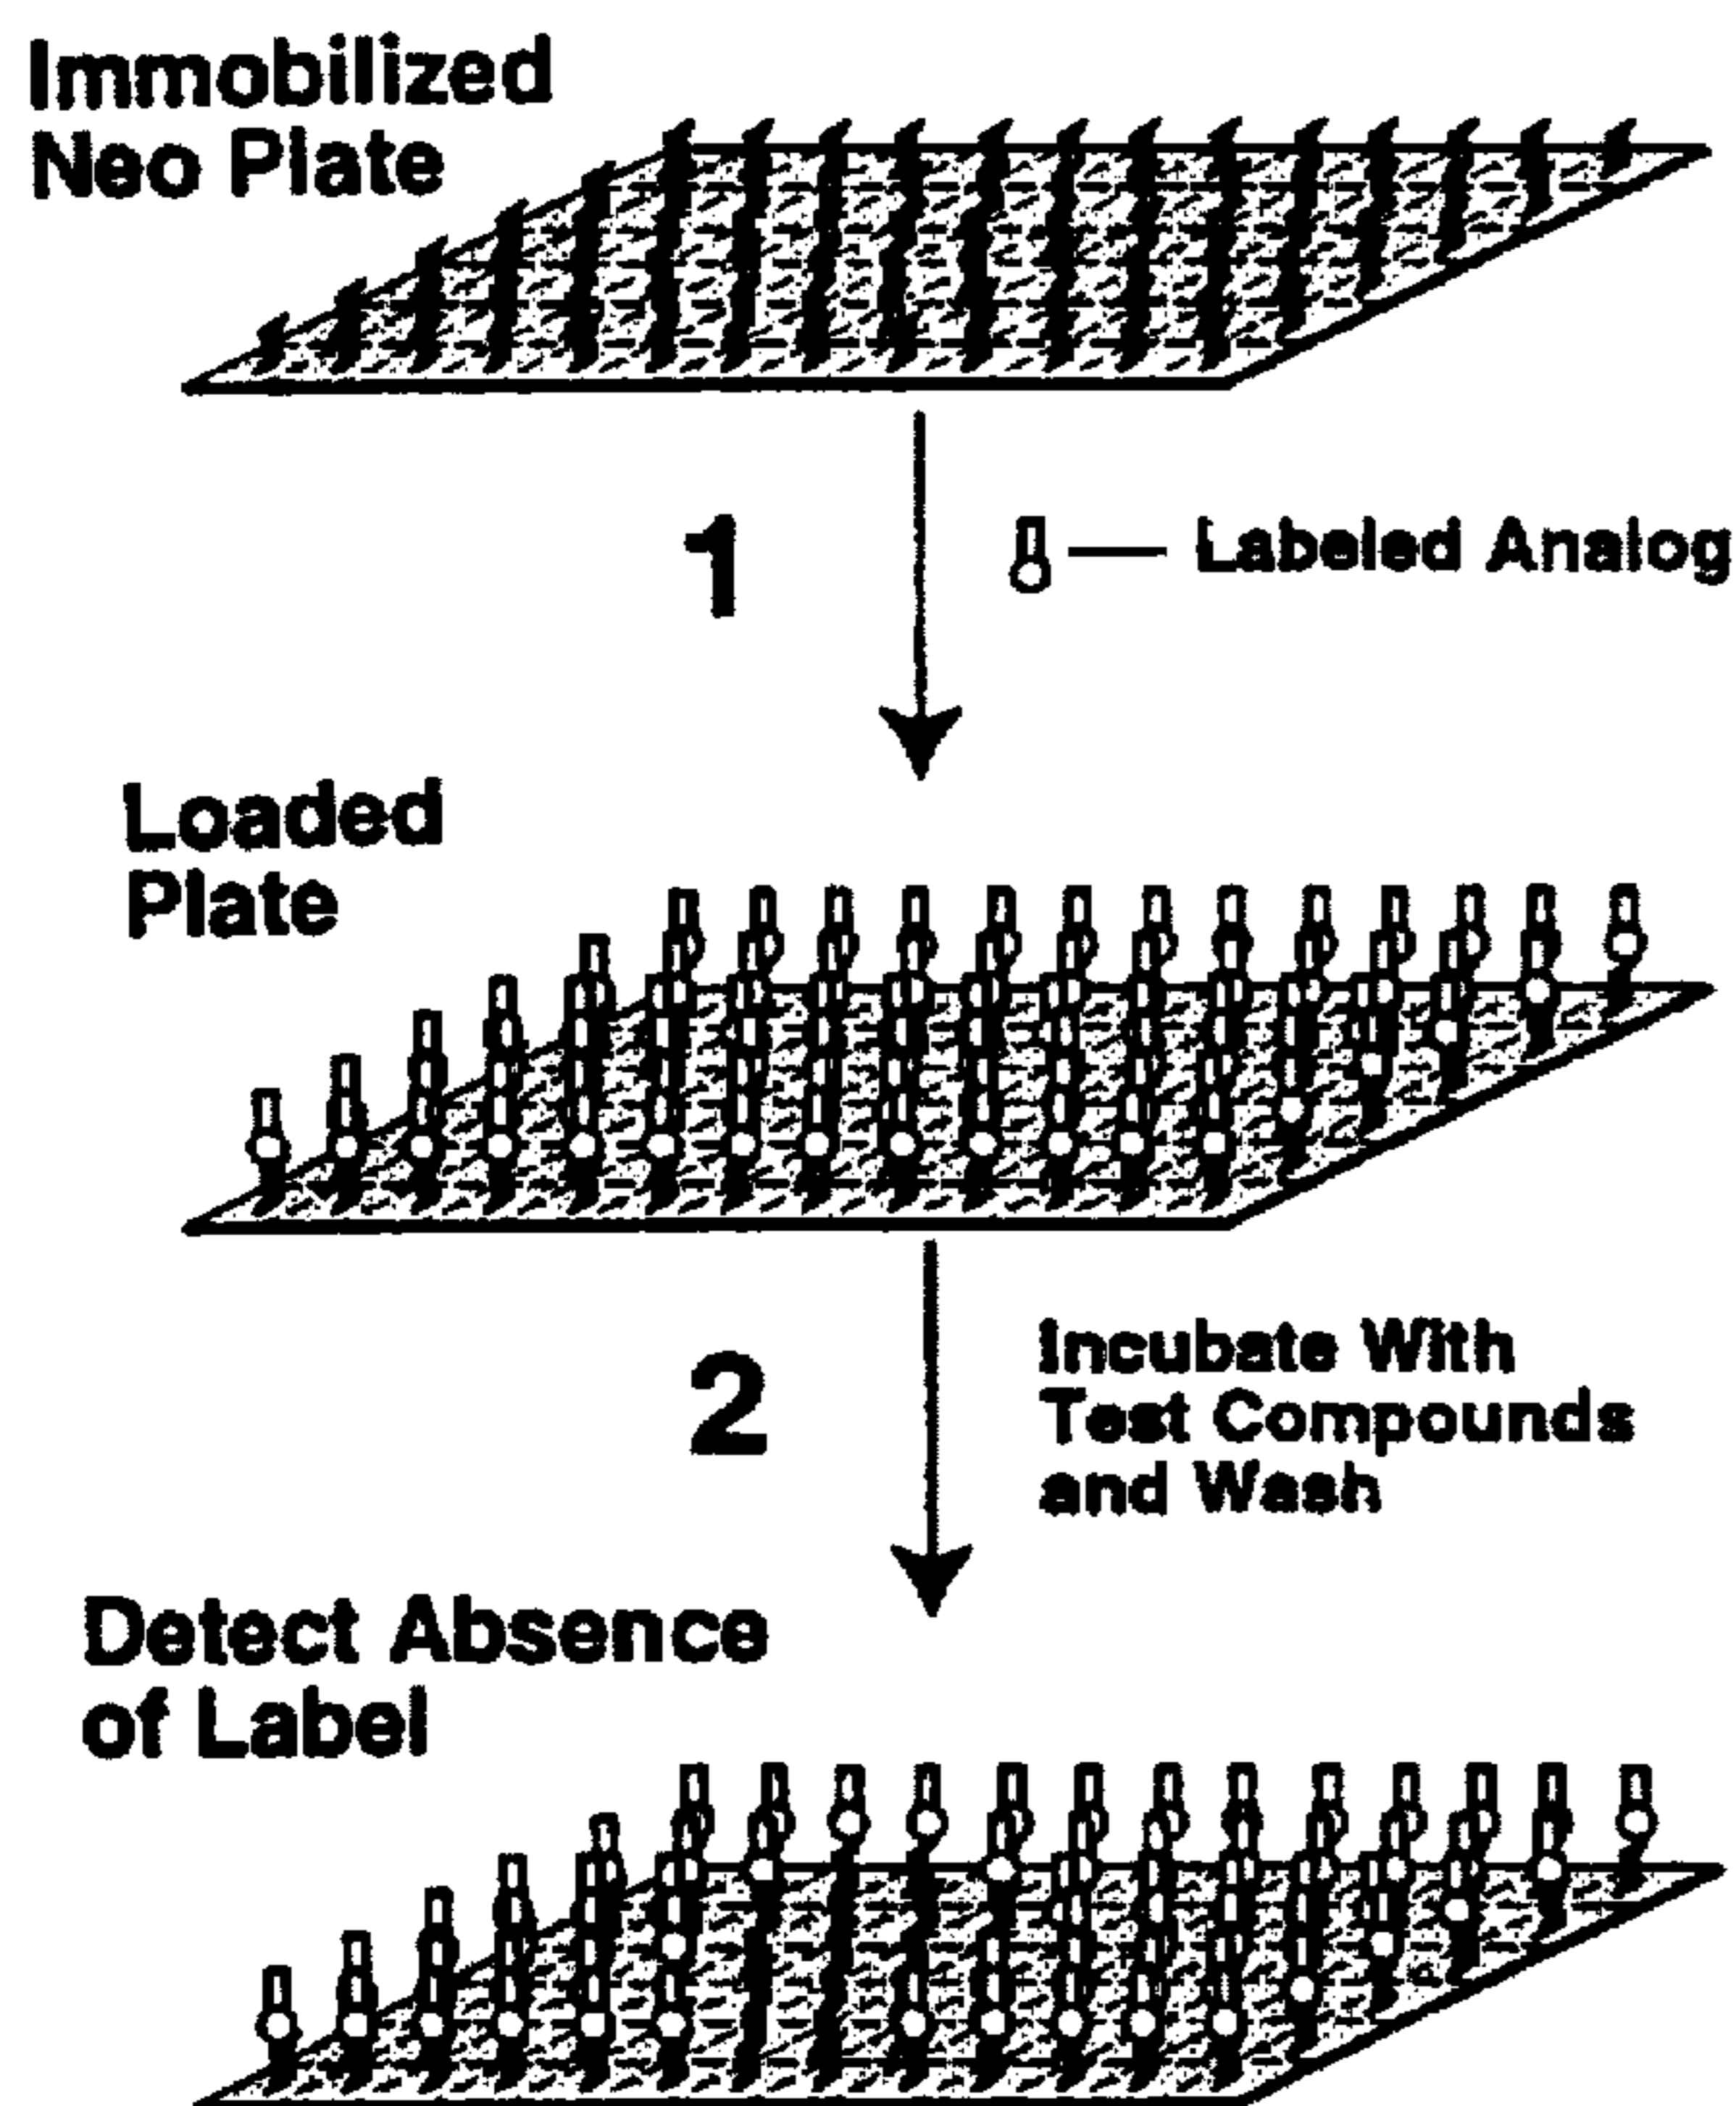 Immobilized
Neo Plate
1
Labeled Analog
Loaded
Plate
2
Incubate With
Test Compounds
and Wash
Detect Absence
of Label